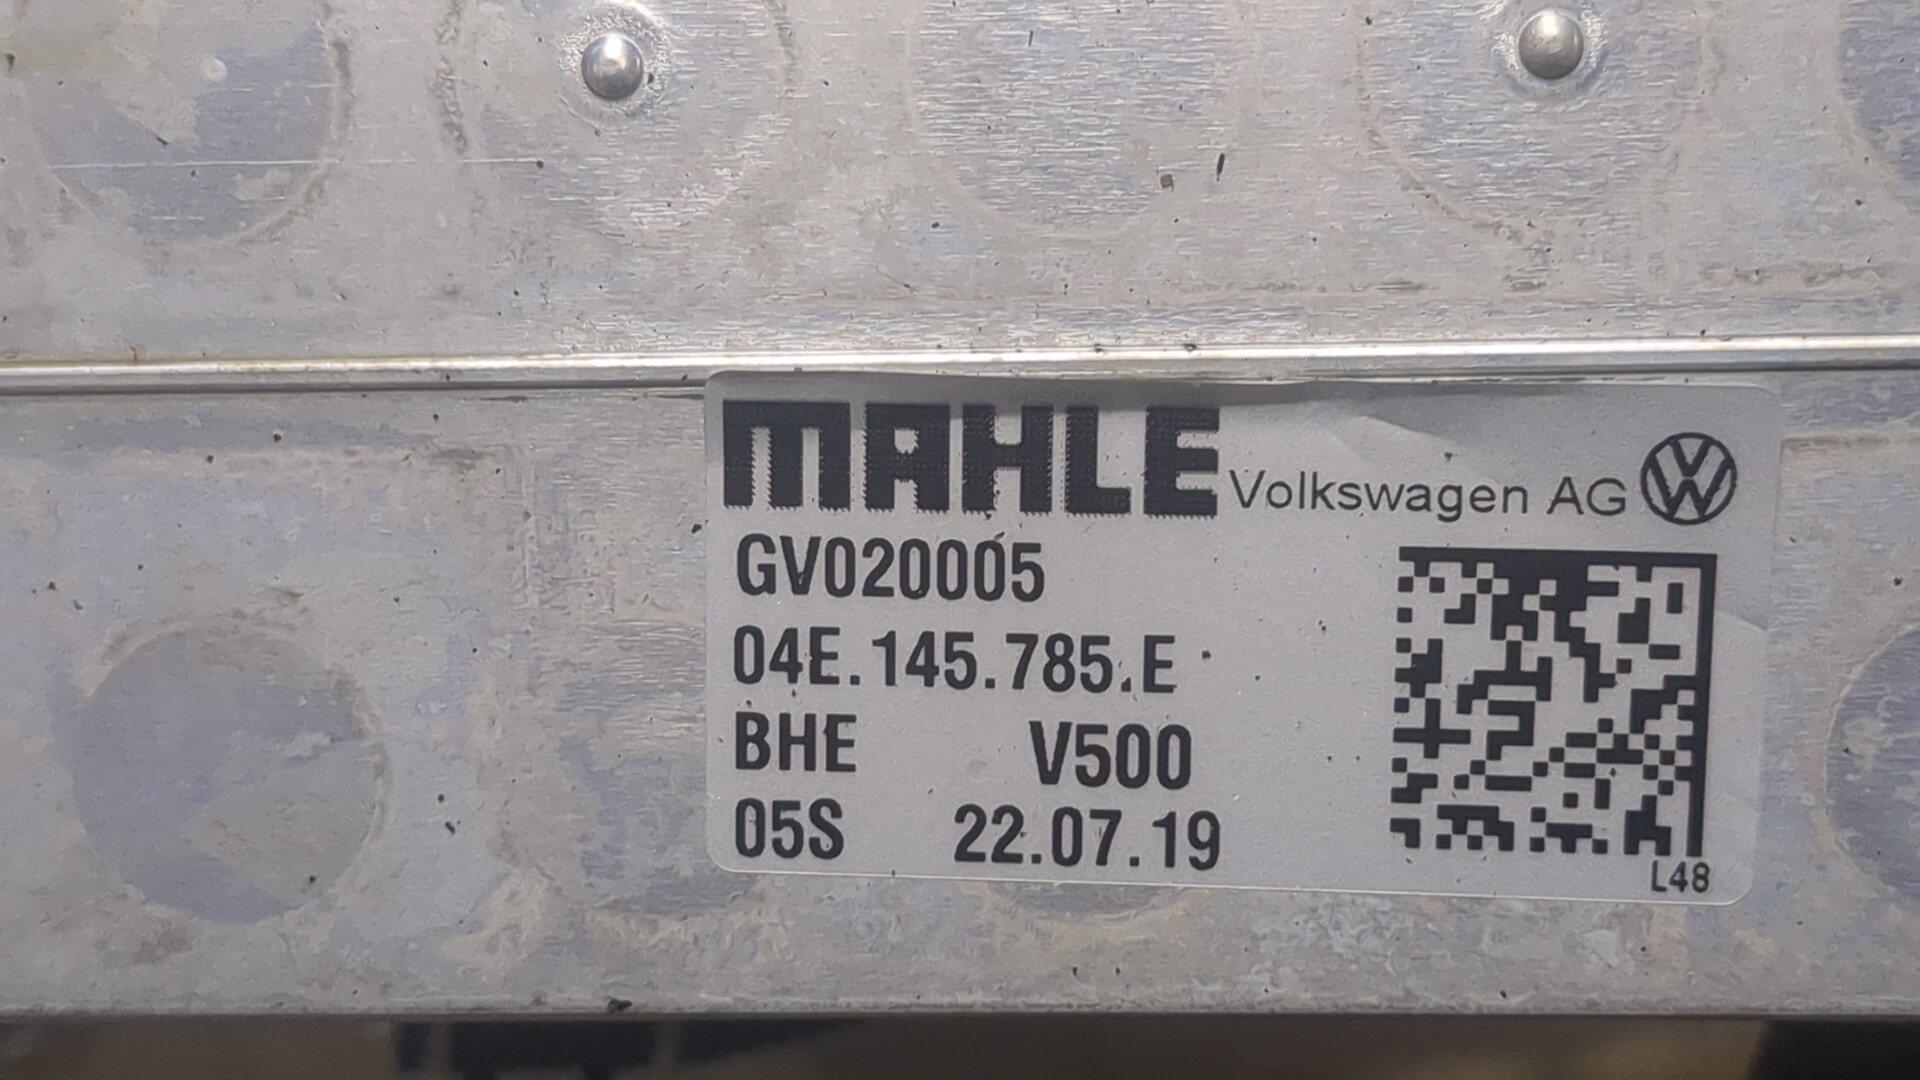 MAHLE Volkswagen AG
GV020005
04E.145.785.E
BHE V500
05S 22.07.19
L48